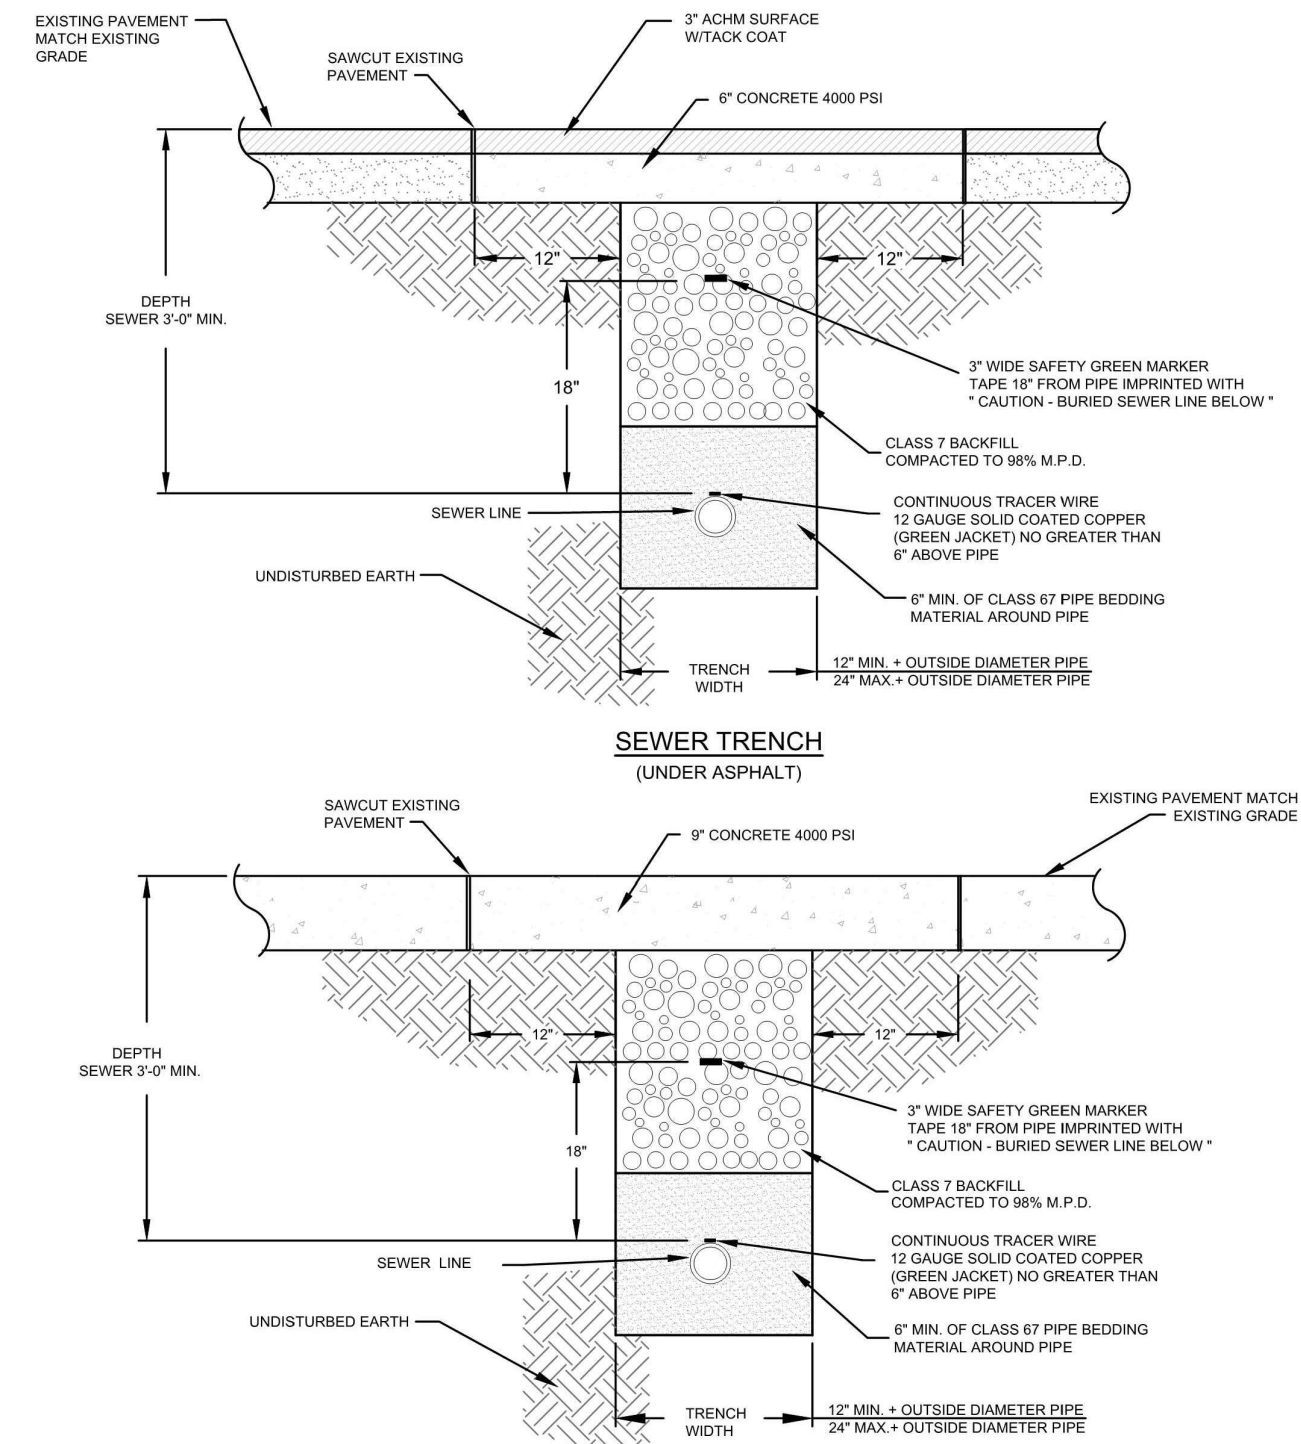 EXISTING PAVEMENT
MATCH EXISTING
GRADE
3" ACHM SURFACE
W/TACK COAT
SAWCUT EXISTING
PAVEMENT
6" CONCRETE 4000 PSI
12"
12"
DEPTH
SEWER 3'-0" MIN.
18"
3" WIDE SAFETY GREEN MARKER
TAPE 18" FROM PIPE IMPRINTED WITH
" CAUTION - BURIED SEWER LINE BELOW "
CLASS 7 BACKFILL
COMPACTED TO 98% M.P.D.
SEWER LINE
CONTINUOUS TRACER WIRE
12 GAUGE SOLID COATED COPPER
(GREEN JACKET) NO GREATER THAN
6" ABOVE PIPE
UNDISTURBED EARTH
6" MIN. OF CLASS 67 PIPE BEDDING
MATERIAL AROUND PIPE
TRENCH
WIDTH
12" MIN. + OUTSIDE DIAMETER PIPE
24" MAX.+ OUTSIDE DIAMETER PIPE
SEWER TRENCH
(UNDER ASPHALT)
SAWCUT EXISTING
PAVEMENT
9" CONCRETE 4000 PSI
EXISTING PAVEMENT MATCH
EXISTING GRADE
12"
12"
DEPTH
SEWER 3'-0" MIN.
18"
3" WIDE SAFETY GREEN MARKER
TAPE 18" FROM PIPE IMPRINTED WITH
" CAUTION - BURIED SEWER LINE BELOW "
CLASS 7 BACKFILL
COMPACTED TO 98% M.P.D.
SEWER LINE
CONTINUOUS TRACER WIRE
12 GAUGE SOLID COATED COPPER
(GREEN JACKET) NO GREATER THAN
6" ABOVE PIPE
UNDISTURBED EARTH
6" MIN. OF CLASS 67 PIPE BEDDING
MATERIAL AROUND PIPE
TRENCH
WIDTH
12" MIN. + OUTSIDE DIAMETER PIPE
24" MAX.+ OUTSIDE DIAMETER PIPE